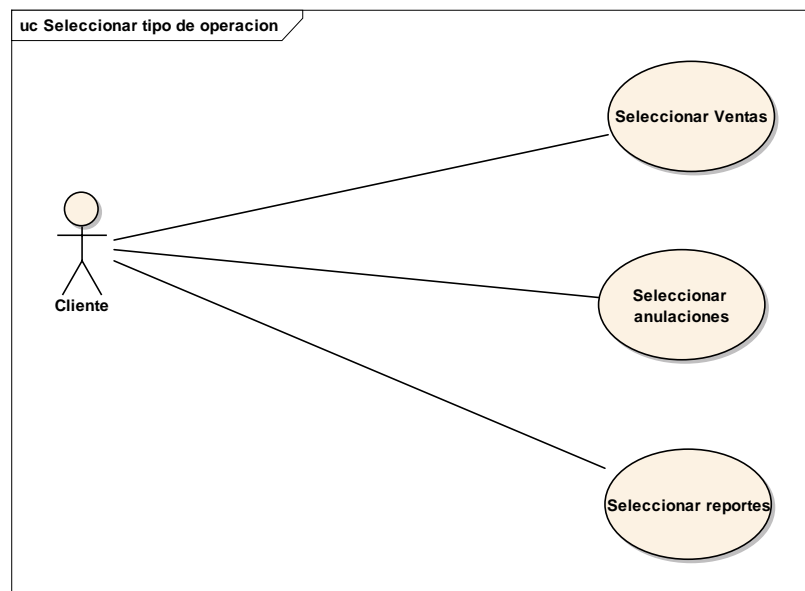 uc Seleccionar tipo de operacion
Seleccionar Ventas
Cliente
Seleccionar
anulaciones
Seleccionar reportes